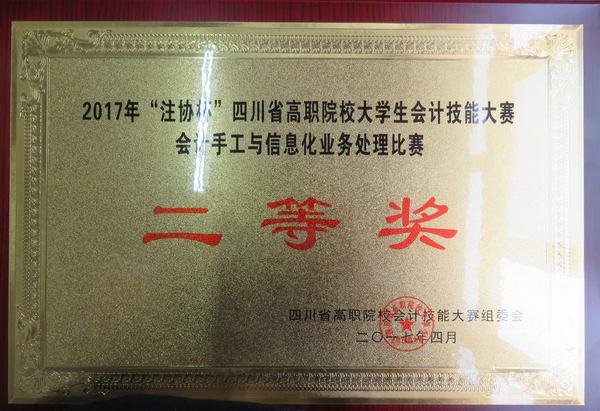 2017年“注协杯”四川省高职院校大学生会计技能大赛
会计手工与信息化业务处理比赛
二等奖
四川省高职院校会计技能大赛组委会
二〇一七年四月